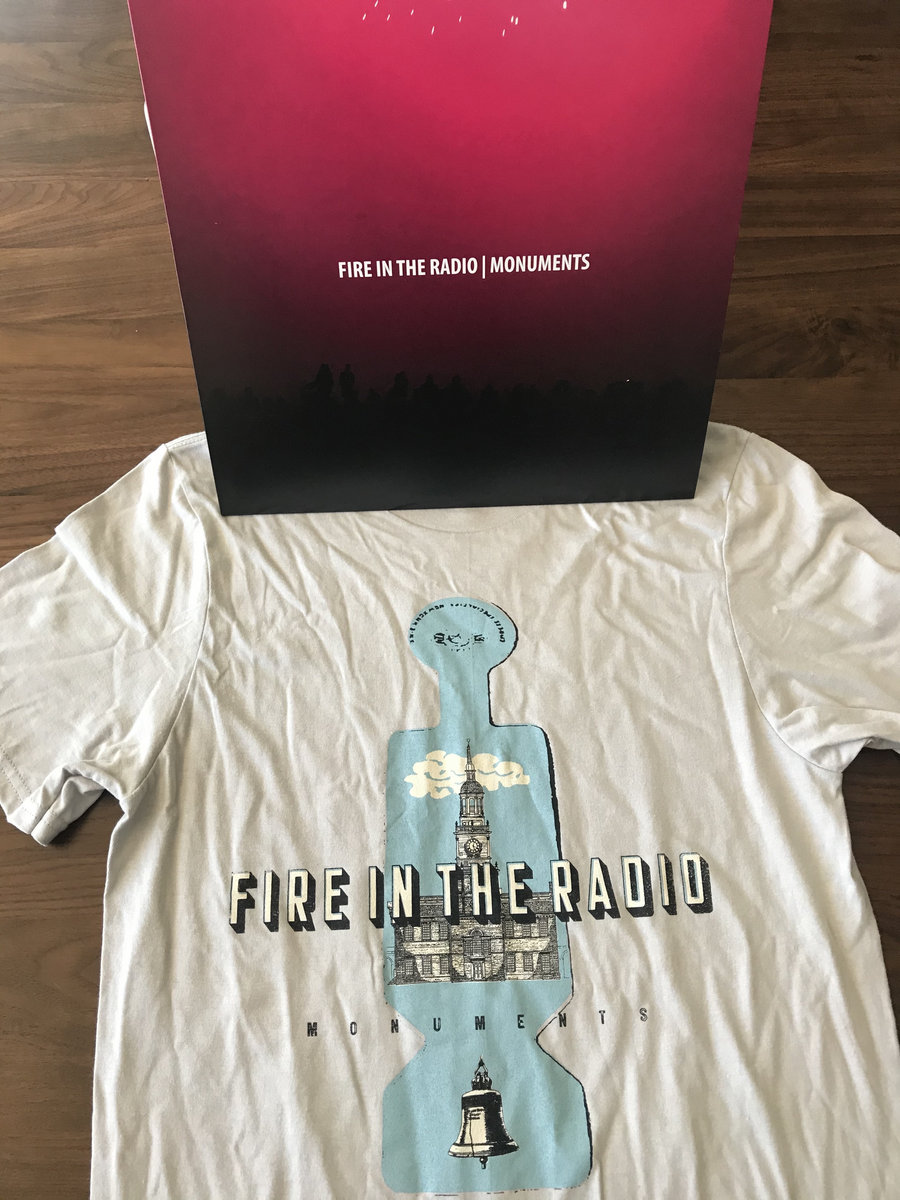 FIRE IN THE RADIO | MONUMENTS
FIRE IN THE RADIO
MONUMENTS